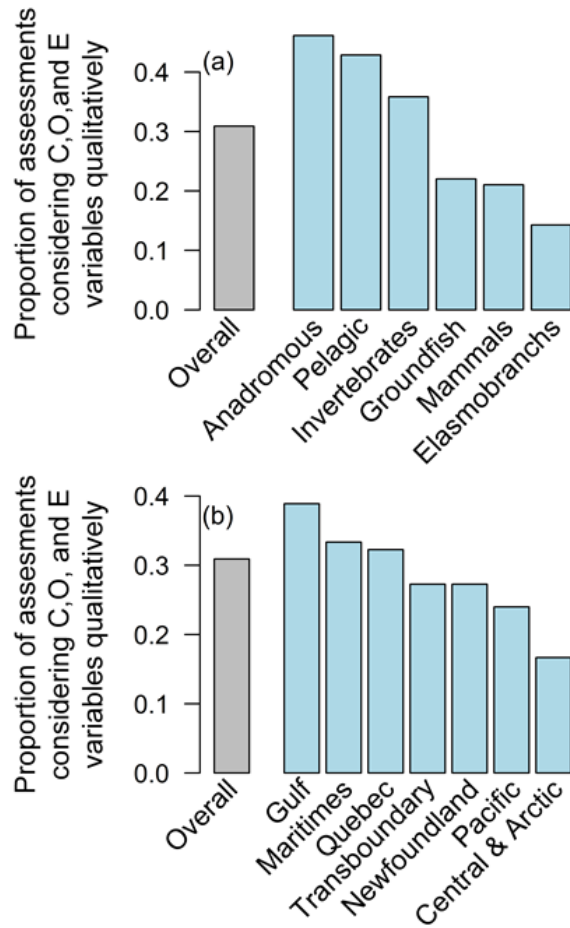 Proportion of assessments
considering C,O,and E
variables qualitatively
(a)
0.4
0.3
0.2
0.1
0.0
Overall
Anadromous
Pelagic
Invertebrates
Groundfish
Mammals
Elasmobranchs
Proportion of assesments
considering C,O, and E
variables qualitatively
(b)
0.4
0.3
0.2
0.1
0.0
Overall
Gulf
Maritimes
Quebec
Transboundary
Newfoundland
Pacific
Central & Arctic